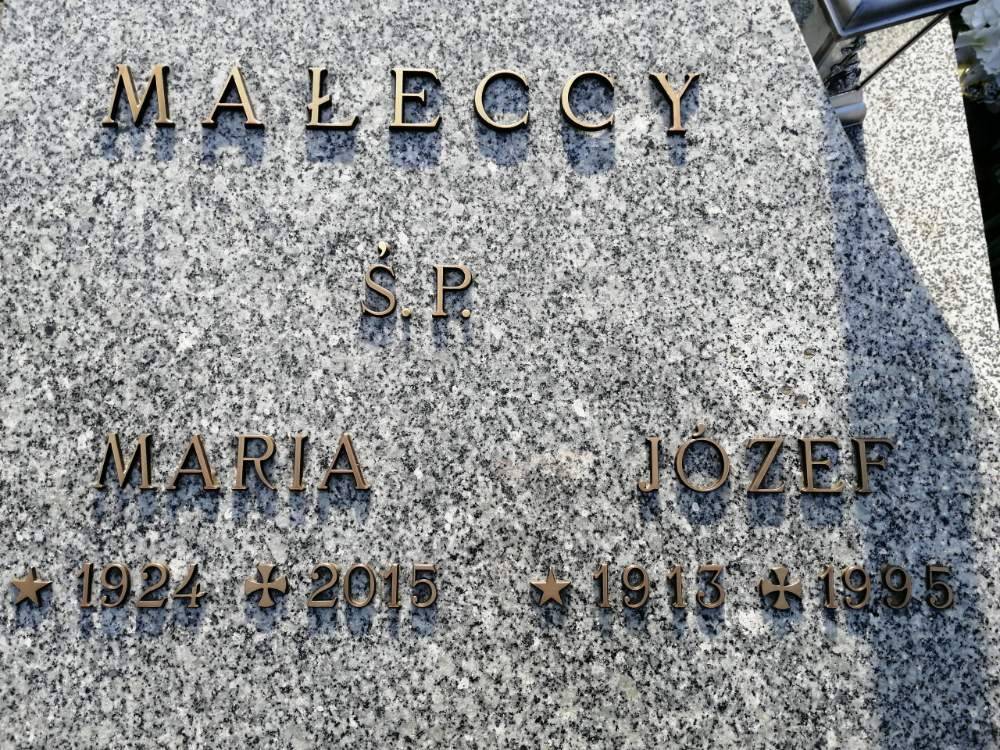 MAŁECCY
Ś. P.
MARIA JÓZEF
★ 1924 ✠ 2015 ★ 1913 ✠ 1995